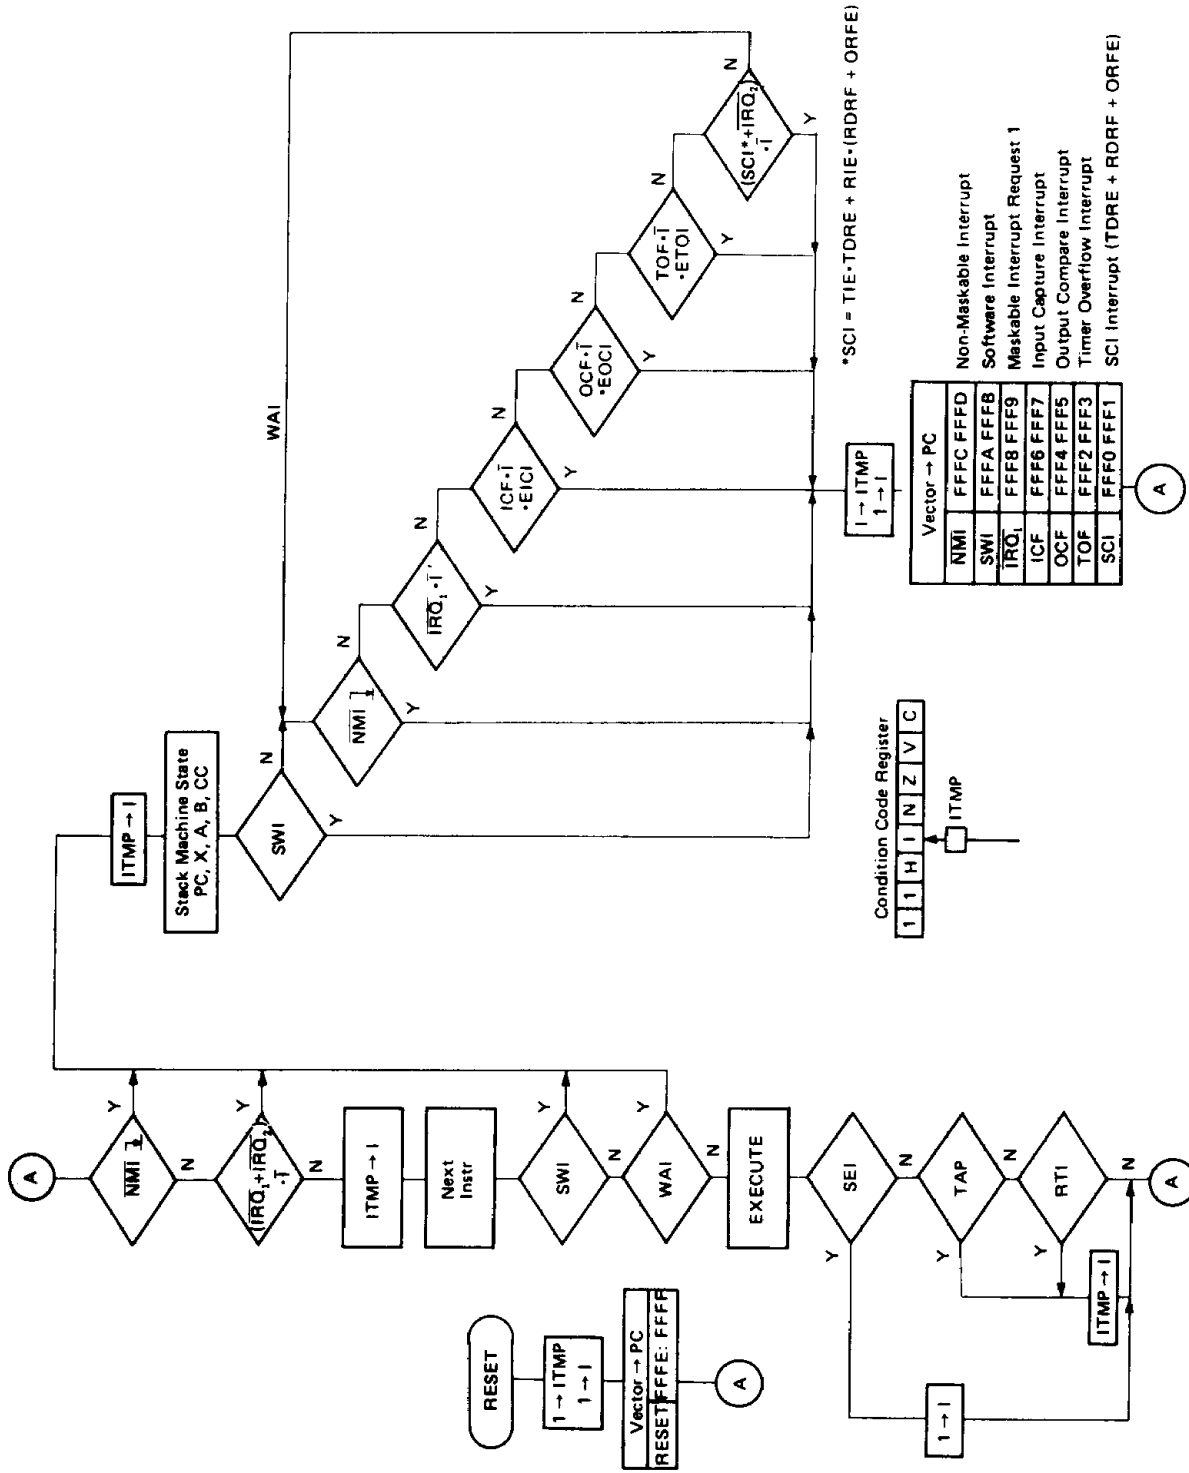 RESET
1 → ITMP
1 → I
Vector → PC
RESET FFFE: FFFF
A
A
NMI
Y
N
(IRQ1+IRQ2)
·I
Y
N
ITMP → I
Next
Instr
SWI
Y
N
WAI
Y
N
EXECUTE
SEI
Y
N
TAP
Y
N
RTI
Y
N
1 → I
ITMP → I
A
ITMP → I
Stack Machine State
PC, X, A, B, CC
SWI
N
Y
WAI
NMI
N
Y
IRQ1 · I
N
Y
ICF·I
·EICI
N
Y
OCF·I
·EOCI
N
Y
TOF·I
·ETOI
N
Y
(SCI*+IRQ2)
·I
N
Y
*SCI = TIE·TDRE + RIE·(RDRF + ORFE)
I → ITMP
1 → I
Vector → PC
NMI FFFC FFFD Non-Maskable Interrupt
SWI FFFA FFFB Software Interrupt
IRQ1 FFF8 FFF9 Maskable Interrupt Request 1
ICF FFF6 FFF7 Input Capture Interrupt
OCF FFF4 FFF5 Output Compare Interrupt
TOF FFF2 FFF3 Timer Overflow Interrupt
SCI FFF0 FFF1 SCI Interrupt (TDRE + RDRF + ORFE)
A
Condition Code Register
1 1 H I N Z V C
ITMP